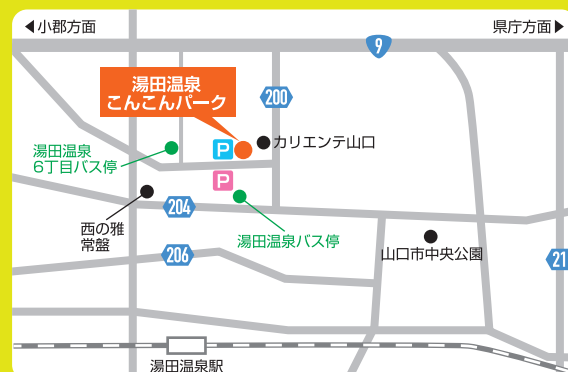 ◀小郡方面
県庁方面▶
9
湯田温泉
こんこんパーク
200
P
カリエンテ山口
湯田温泉
6丁目バス停
P
204
西の雅
常盤
湯田温泉バス停
206
山口市中央公園
21
湯田温泉駅